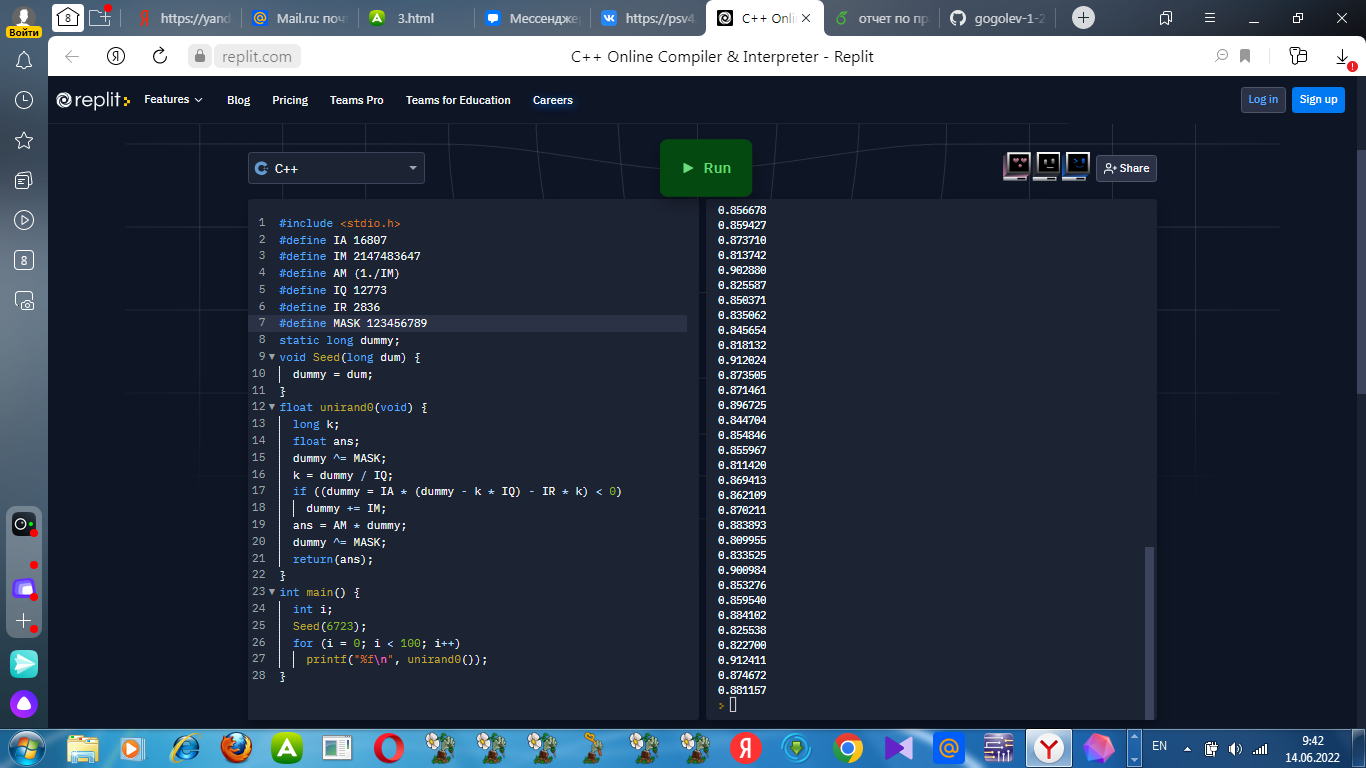 Войти
8
https://yand
Mail.ru: поч
3.html
Мессендже
https://psv4.
C++ Onli
отчет по пр
gogolev-1-2
8
replit.com
C++ Online Compiler & Interpreter - Replit
replit
Features
Blog
Pricing
Teams Pro
Teams for Education
Careers
Log in
Sign up
C++
Run
Share
1 #include <stdio.h>
2 #define IA 16807
3 #define IM 2147483647
4 #define AM (1./IM)
5 #define IQ 12773
6 #define IR 2836
7 #define MASK 123456789
8 static long dummy;
9 void Seed(long dum) {
10 dummy = dum;
11 }
12 float unirand0(void) {
13 long k;
14 float ans;
15 dummy ^= MASK;
16 k = dummy / IQ;
17 if ((dummy = IA * (dummy - k * IQ) - IR * k) < 0)
18 dummy += IM;
19 ans = AM * dummy;
20 dummy ^= MASK;
21 return(ans);
22 }
23 int main() {
24 int i;
25 Seed(6723);
26 for (i = 0; i < 100; i++)
27 printf("%f\n", unirand0());
28 }
0.856678
0.859427
0.873710
0.813742
0.902880
0.825587
0.850371
0.835062
0.845654
0.818132
0.912024
0.873505
0.871461
0.896725
0.844704
0.854846
0.855967
0.811420
0.869413
0.862109
0.870211
0.883893
0.809955
0.833525
0.900984
0.853276
0.859540
0.884102
0.825538
0.822700
0.912411
0.874672
0.881157
>
EN
9:42
14.06.2022